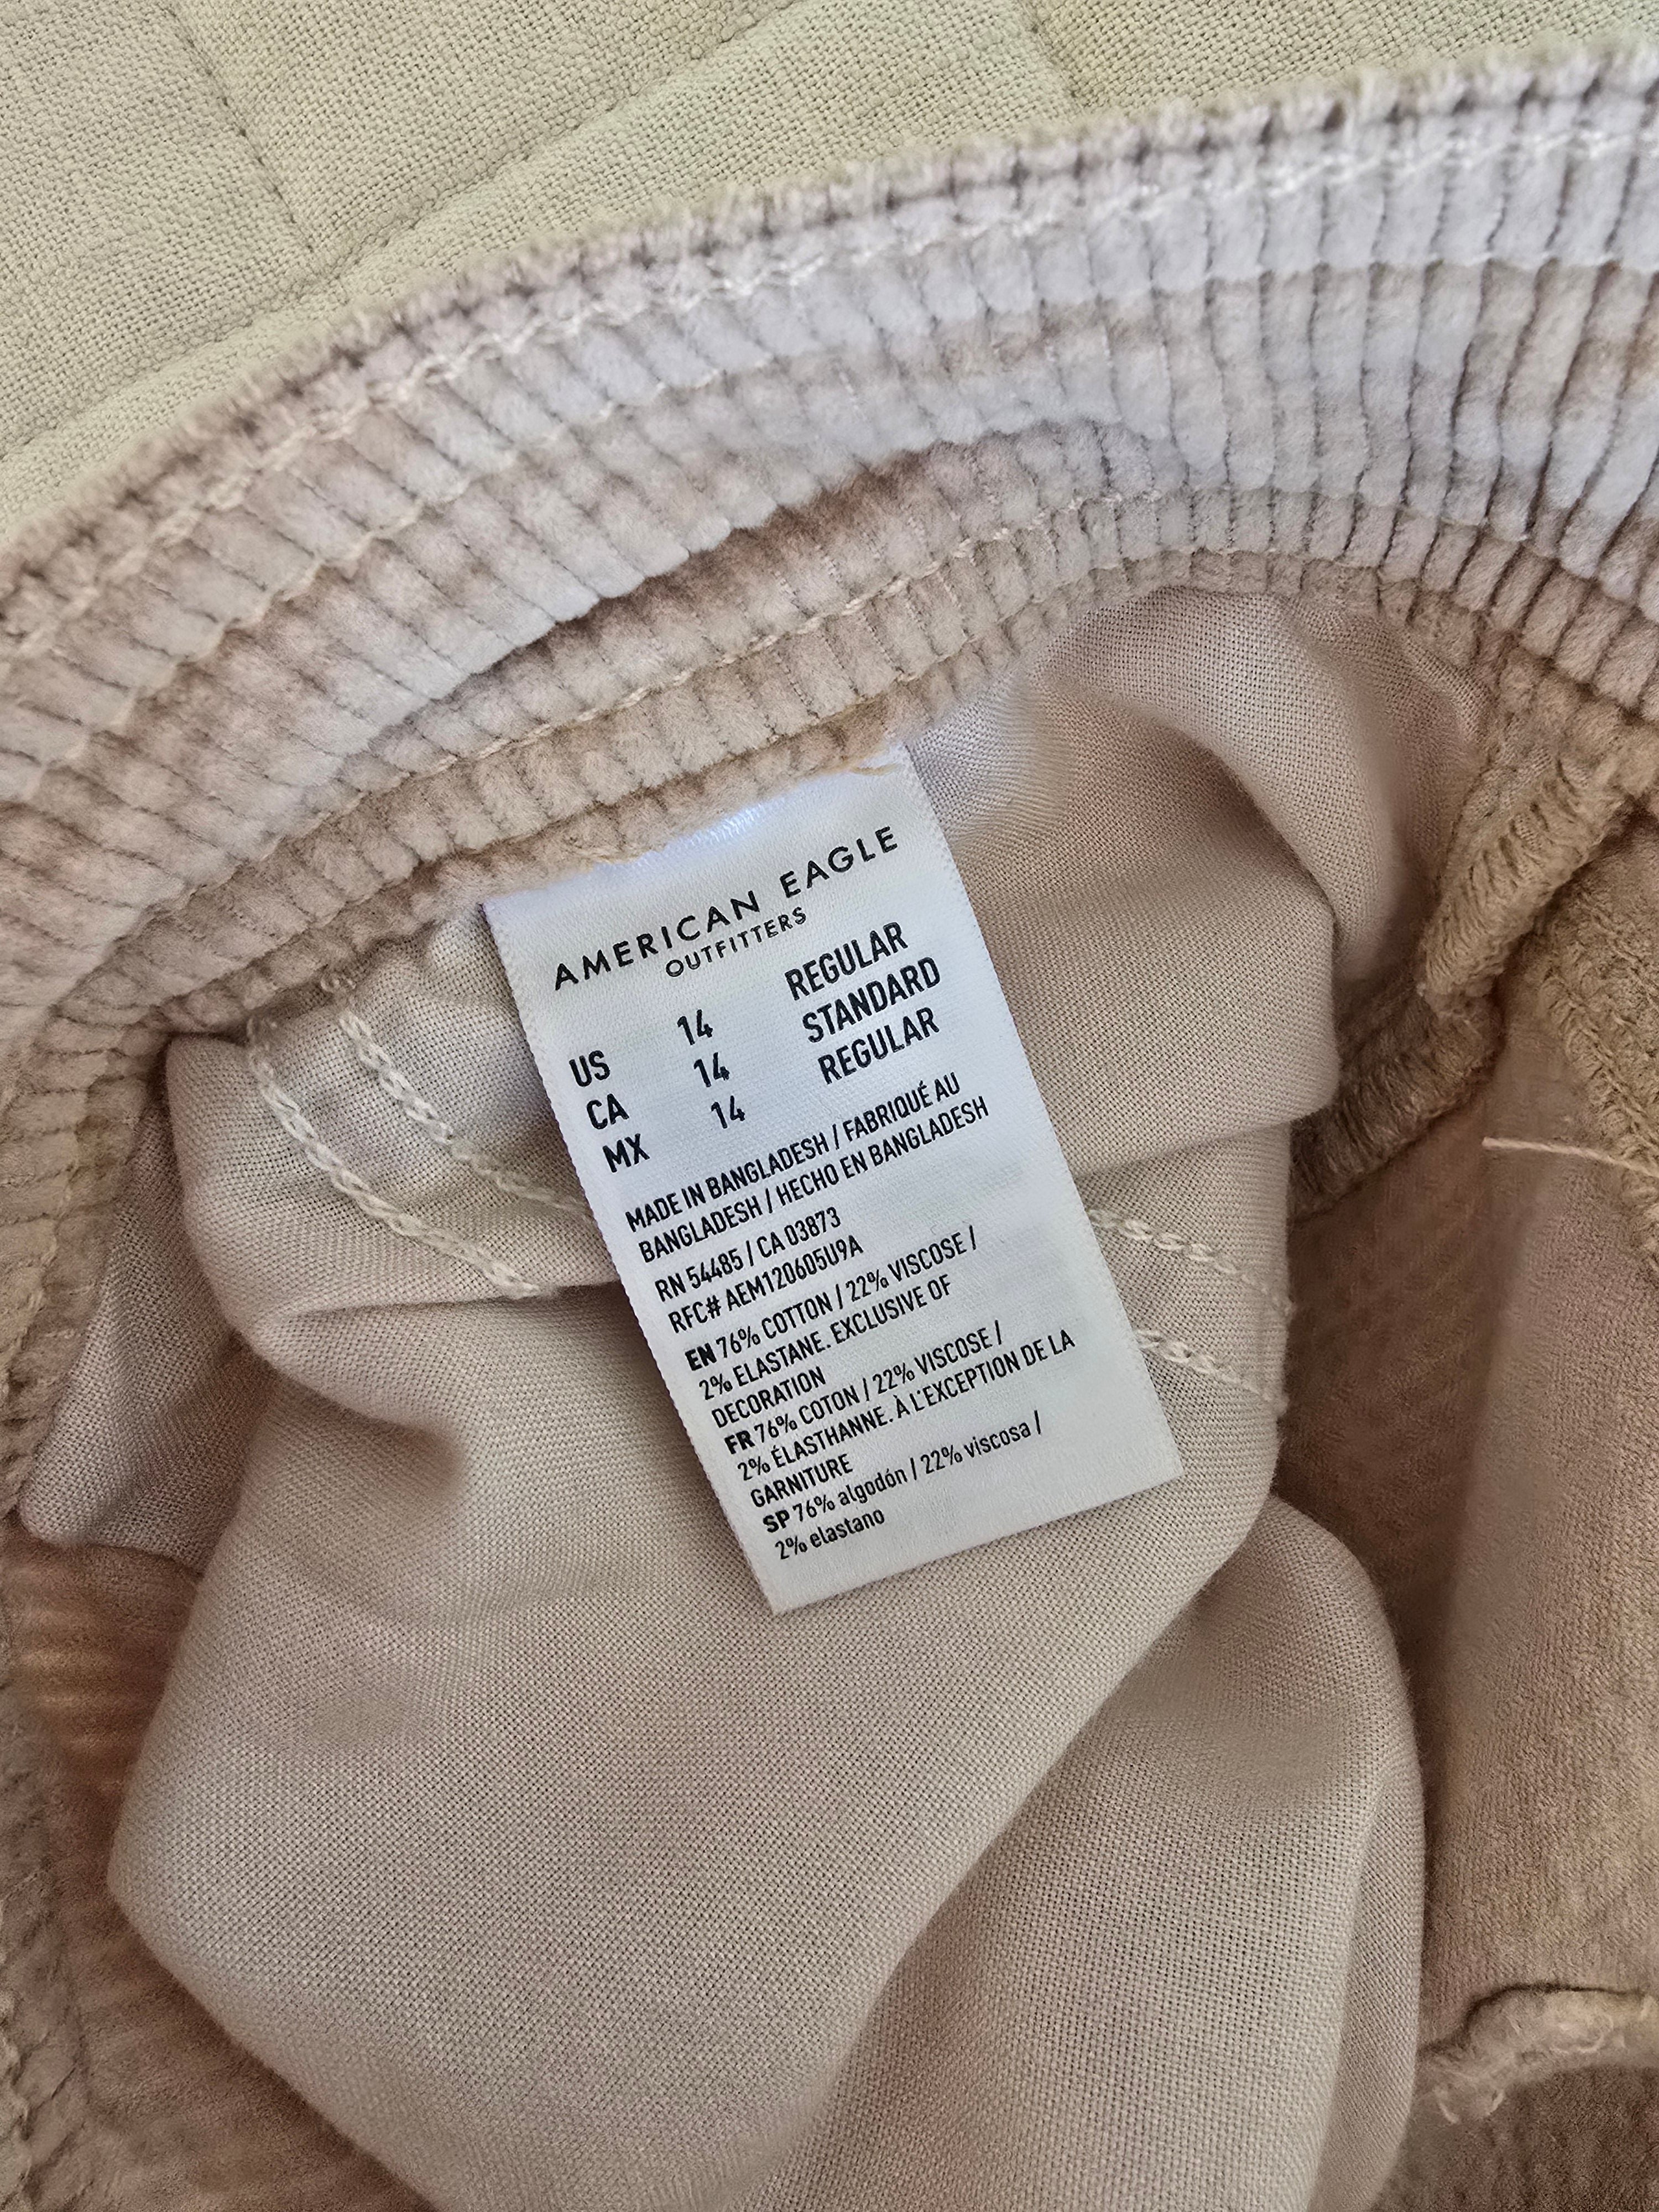 AMERICAN EAGLE
OUTFITTERS
US 14 REGULAR
CA 14 STANDARD
MX 14 REGULAR
MADE IN BANGLADESH / FABRIQUÉ AU
BANGLADESH / HECHO EN BANGLADESH
RN 54485 / CA 03873
RFC# AEM120605U9A
EN 76% COTTON / 22% VISCOSE /
2% ELASTANE. EXCLUSIVE OF
DECORATION
FR 76% COTON / 22% VISCOSE /
2% ÉLASTHANNE. À L'EXCEPTION DE LA
GARNITURE
SP 76% algodón / 22% viscosa /
2% elastano